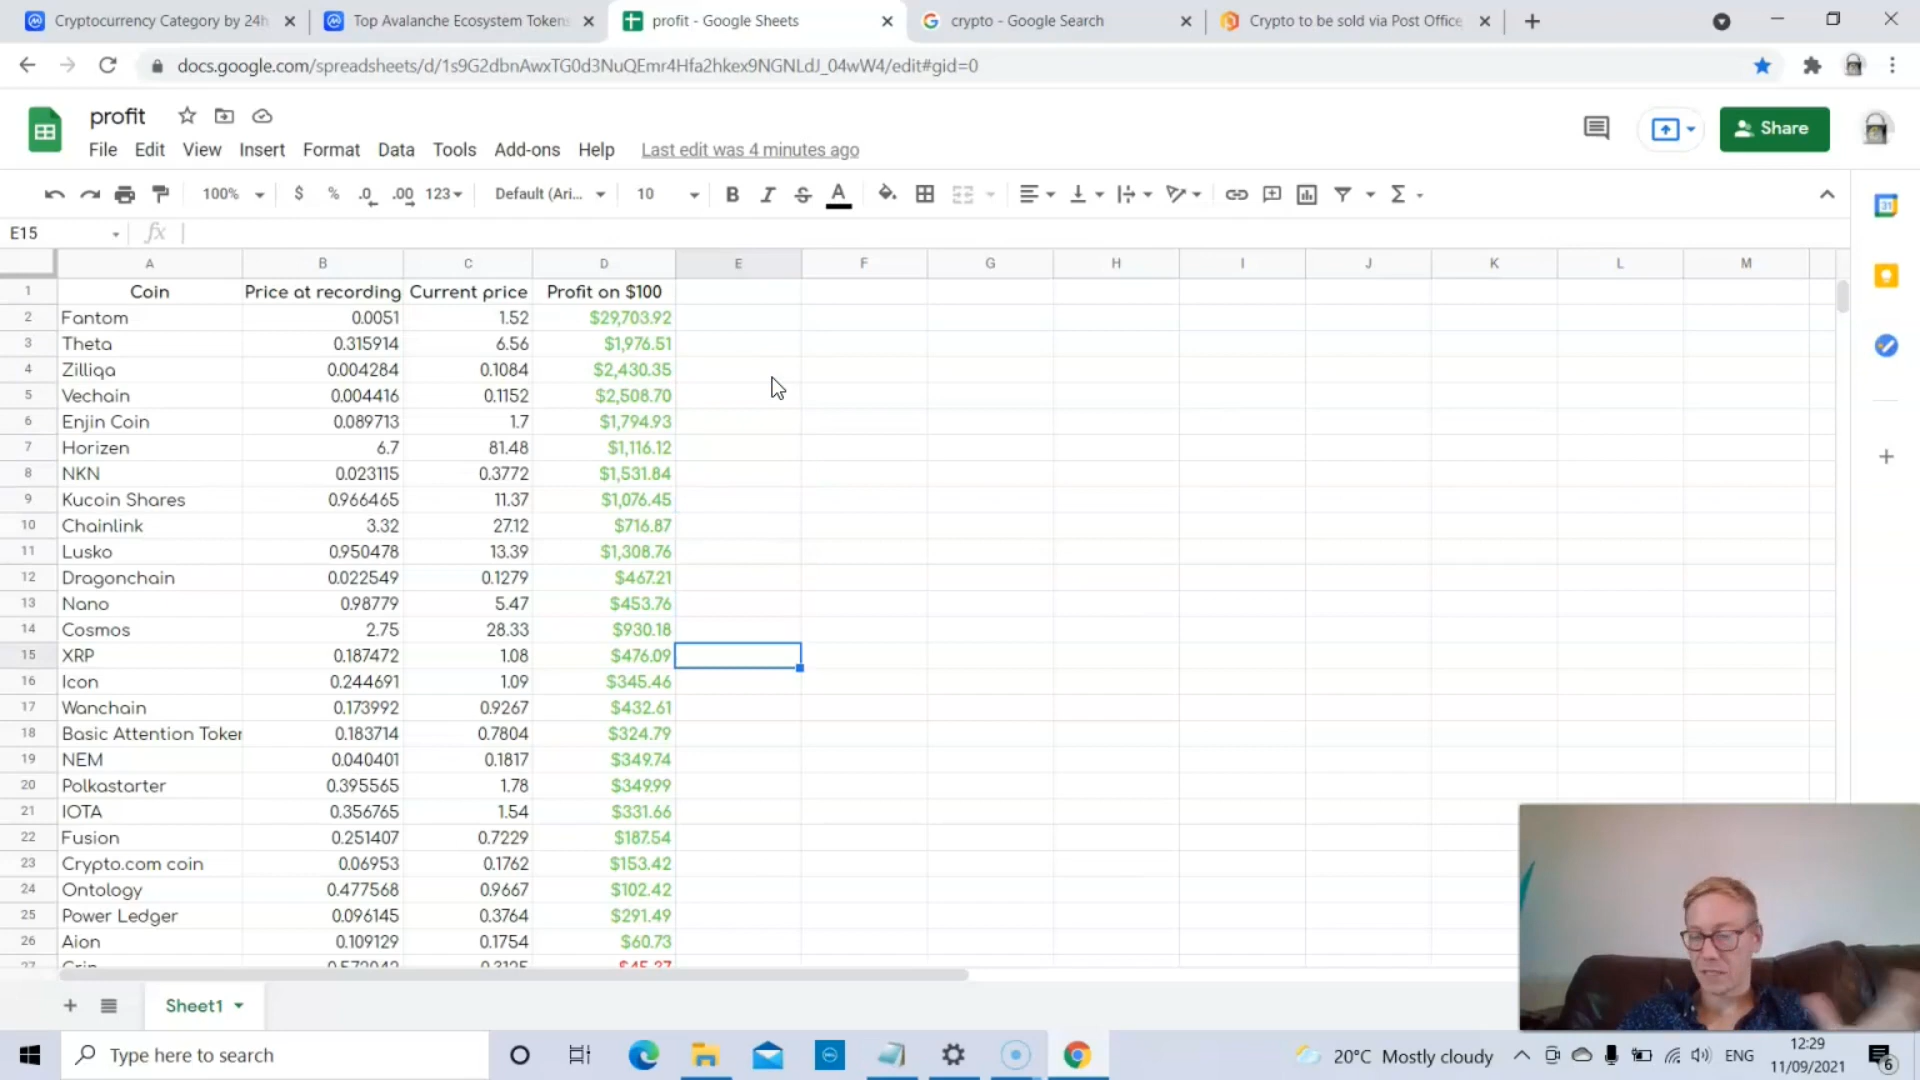 Cryptocurrency Category by 24h
Top Avalanche Ecosystem Tokens
profit - Google Sheets
crypto - Google Search
Crypto to be sold via Post Office
docs.google.com/spreadsheets/d/1s9G2dbnAwxTG0d3NuQEmr4Hfa2hkex9NGNLdJ_04wW4/edit#gid=0
profit
File Edit View Insert Format Data Tools Add-ons Help Last edit was 4 minutes ago
Share
100% $ % .0 .00 123 Default (Ari... 10 B I S A
31
E15 fx
A B C D E F G H I J K L M
1 Coin Price at recording Current price Profit on $100
2 Fantom 0.0051 1.52 $29,703.92
3 Theta 0.315914 6.56 $1,976.51
4 Zilliqa 0.004284 0.1084 $2,430.35
5 Vechain 0.004416 0.1152 $2,508.70
6 Enjin Coin 0.089713 1.7 $1,794.93
7 Horizen 6.7 81.48 $1,116.12
8 NKN 0.023115 0.3772 $1,531.84
9 Kucoin Shares 0.966465 11.37 $1,076.45
10 Chainlink 3.32 27.12 $716.87
11 Lusko 0.950478 13.39 $1,308.76
12 Dragonchain 0.022549 0.1279 $467.21
13 Nano 0.98779 5.47 $453.76
14 Cosmos 2.75 28.33 $930.18
15 XRP 0.187472 1.08 $476.09
16 Icon 0.244691 1.09 $345.46
17 Wanchain 0.173992 0.9267 $432.61
18 Basic Attention Token 0.183714 0.7804 $324.79
19 NEM 0.040401 0.1817 $349.74
20 Polkastarter 0.395565 1.78 $349.99
21 IOTA 0.356765 1.54 $331.66
22 Fusion 0.251407 0.7229 $187.54
23 Crypto.com coin 0.06953 0.1762 $153.42
24 Ontology 0.477568 0.9667 $102.42
25 Power Ledger 0.096145 0.3764 $291.49
26 Aion 0.109129 0.1754 $60.73
27 Grin 0.572042 0.3125 $45.37
Sheet1
Type here to search
20°C Mostly cloudy
ENG
12:29
11/09/2021
6